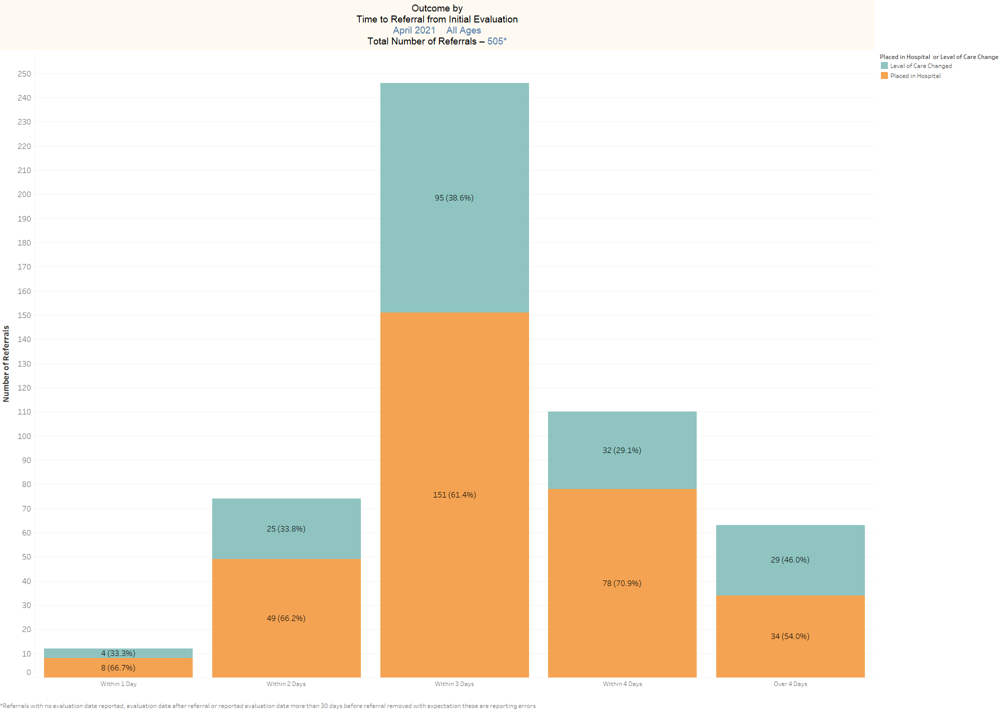 Outcome by
Time to Referral from Initial Evaluation
April 2021 All Ages
Total Number of Referrals – 505*
Placed in Hospital or Level of Care Change
Level of Care Changed
Placed in Hospital
Number of Referrals
250
240
230
220
210
200
190
180
170
160
150
140
130
120
110
100
90
80
70
60
50
40
30
20
10
0
4 (33.3%)
8 (66.7%)
25 (33.8%)
49 (66.2%)
95 (38.6%)
151 (61.4%)
32 (29.1%)
78 (70.9%)
29 (46.0%)
34 (54.0%)
Within 1 Day
Within 2 Days
Within 3 Days
Within 4 Days
Over 4 Days
*Referrals with no evaluation date reported, evaluation date after referral or reported evaluation date more than 30 days before referral removed with expectation these are reporting errors